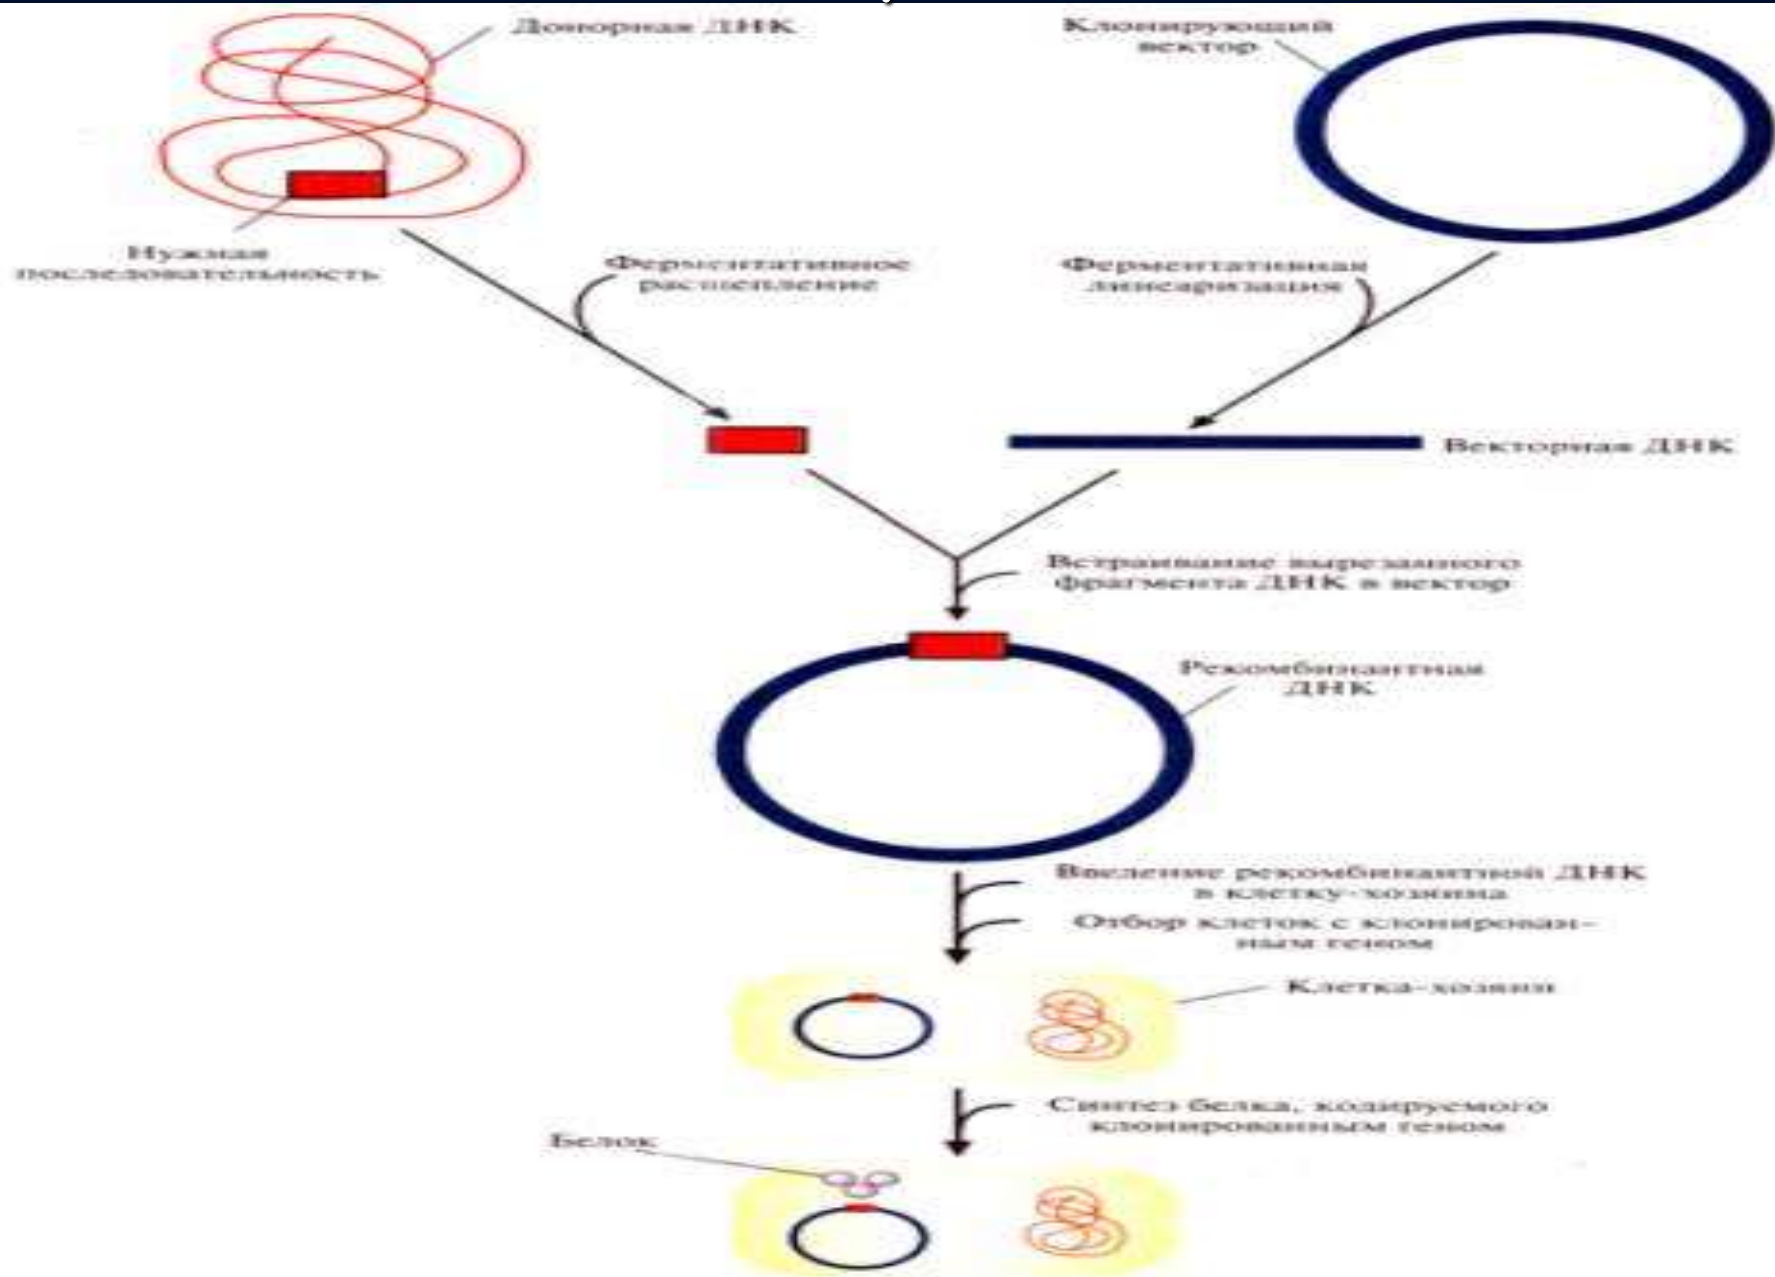 Донорная ДНК
Клонирующий
вектор
Нужная
последовательность
Ферментативное
расщепление
Ферментативная
линеаризация
Векторная ДНК
Встраивание вырезанного
фрагмента ДНК в вектор
Рекомбинантная
ДНК
Введение рекомбинантной ДНК
в клетку-хозяина
Отбор клеток с клонирован-
ным геном
Клетка-хозяин
Синтез белка, кодируемого
клонированным геном
Белок